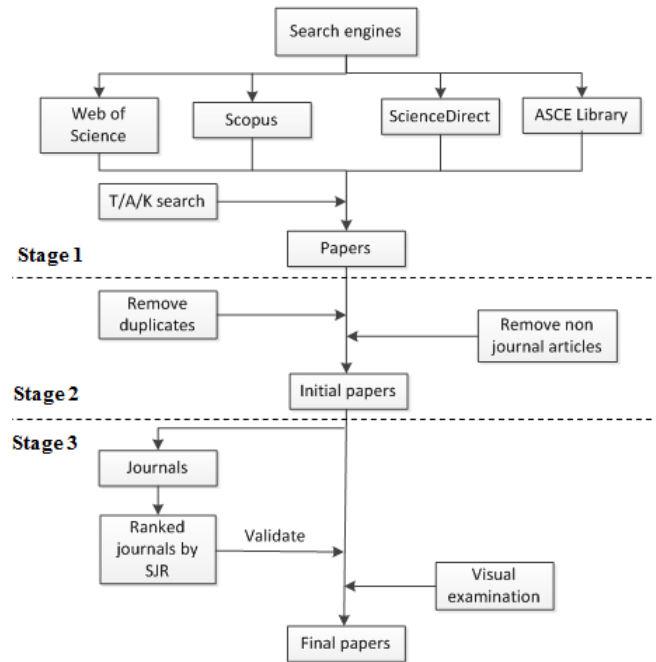 Search engines
Web of
Science
Scopus
ScienceDirect
ASCE Library
T/A/K search
Papers
Stage 1
Remove
duplicates
Remove non
journal articles
Initial papers
Stage 2
Stage 3
Journals
Ranked
journals by
SJR
Validate
Visual
examination
Final papers